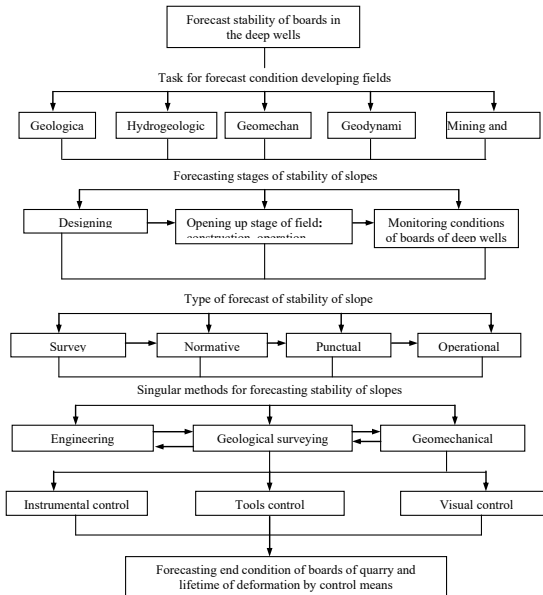 Forecast stability of boards in
the deep wells
Task for forecast condition developing fields
Geologica
Hydrogeologic
Geomechan
Geodynami
Mining and
Forecasting stages of stability of slopes
Designing
Opening up stage of field:
construction, operation
Monitoring conditions
of boards of deep wells
Type of forecast of stability of slope
Survey
Normative
Punctual
Operational
Singular methods for forecasting stability of slopes
Engineering
Geological surveying
Geomechanical
Instrumental control
Tools control
Visual control
Forecasting end condition of boards of quarry and
lifetime of deformation by control means